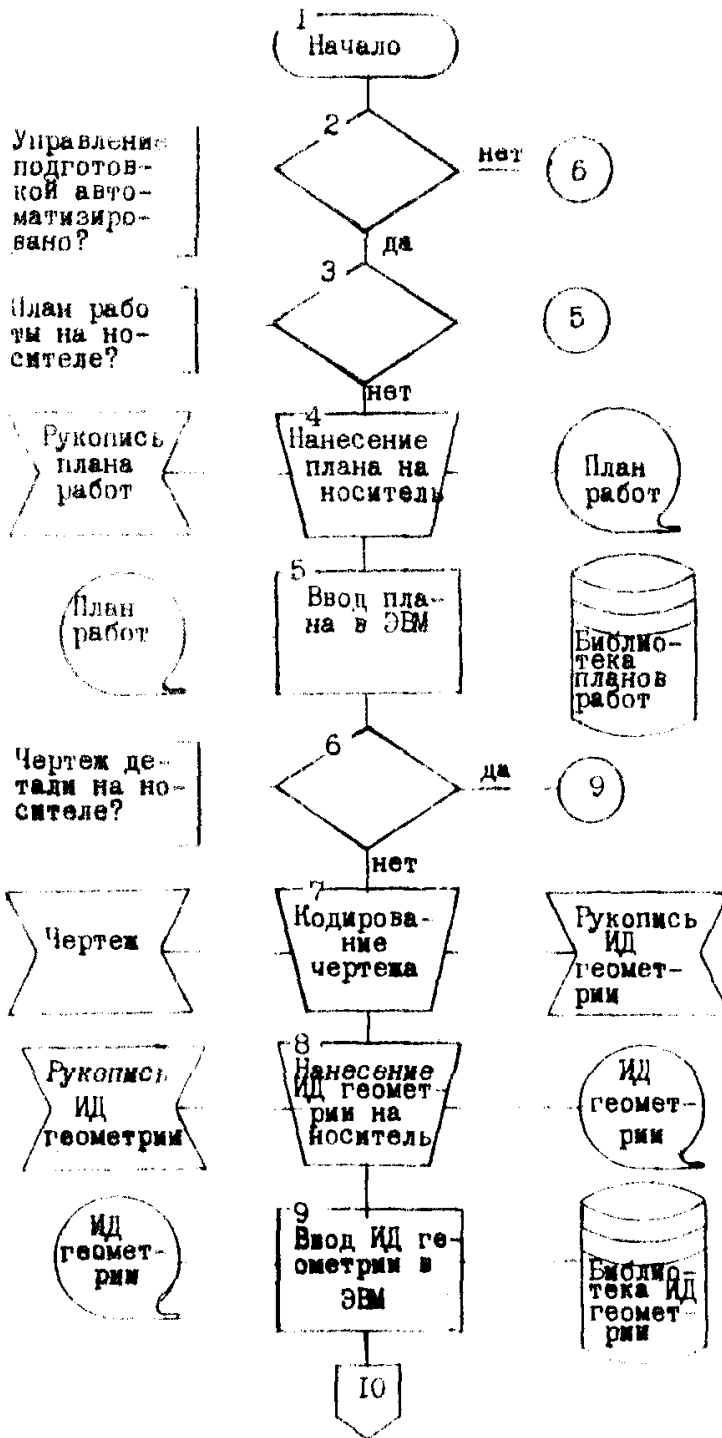 1
Начало
Управление
подготов-
кой авто-
матизиро-
вано?
2
нет
6
да
План рабо
ты на но-
сителе?
3
5
нет
Рукопись
плана
работ
4
Нанесение
плана на
носитель
План
работ
План
работ
5
Ввод пла-
на в ЭВМ
Библио-
тека
планов
работ
Чертеж де-
тали на но-
сителе?
6
да
9
нет
Чертеж
7
Кодирова-
ние
чертежа
Рукопись
ИД
геомет-
рии
Рукопись
ИД
геометрии
8
Нанесение
ИД геомет
рии на
носитель
ИД
геомет-
рии
ИД
геомет-
рии
9
Ввод ИД ге-
ометрии в
ЭВМ
Библио-
тека ИД
геомет-
рии
10